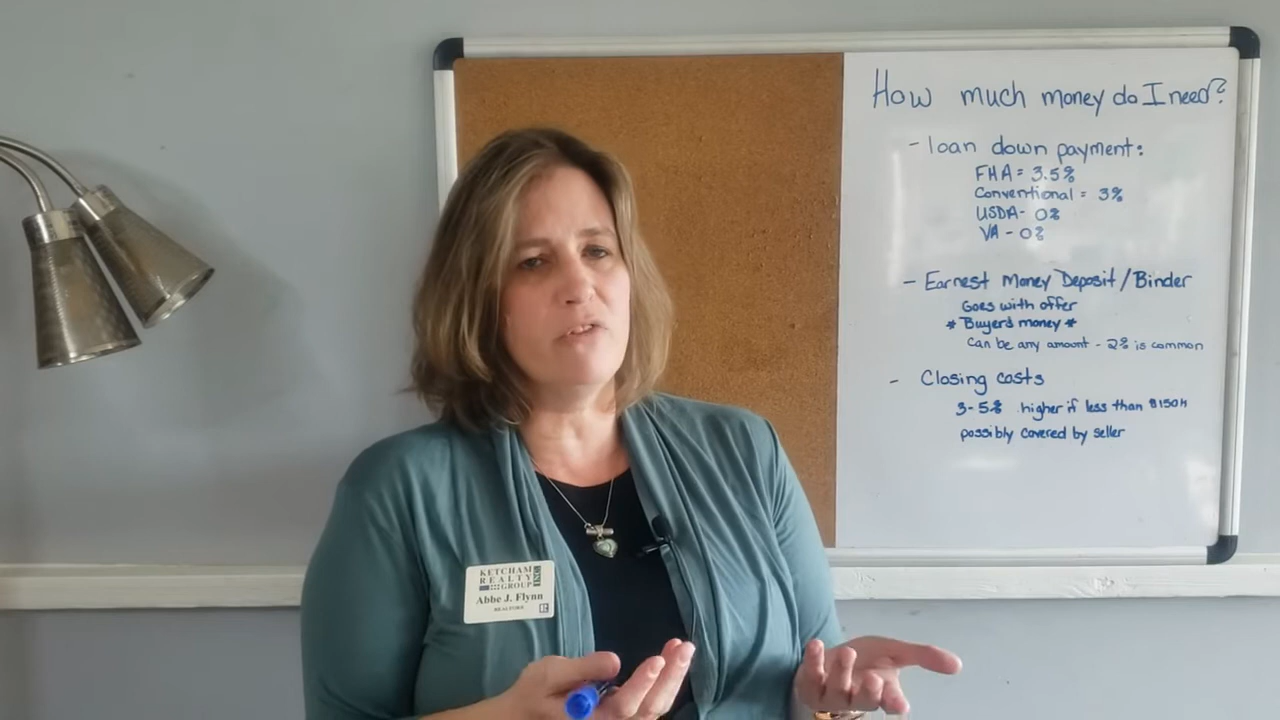 How much money do I need?
- loan down payment:
FHA = 3.5%
Conventional = 3%
USDA - 0%
VA - 0%
- Earnest Money Deposit / Binder
Goes with offer
* Buyer's money *
Can be any amount - 2% is common
- Closing costs
3-5% higher if less than $150K
possibly covered by seller
KETCHAM
REALTY
GROUP
INC.
Abbe J. Flynn
REALTOR®